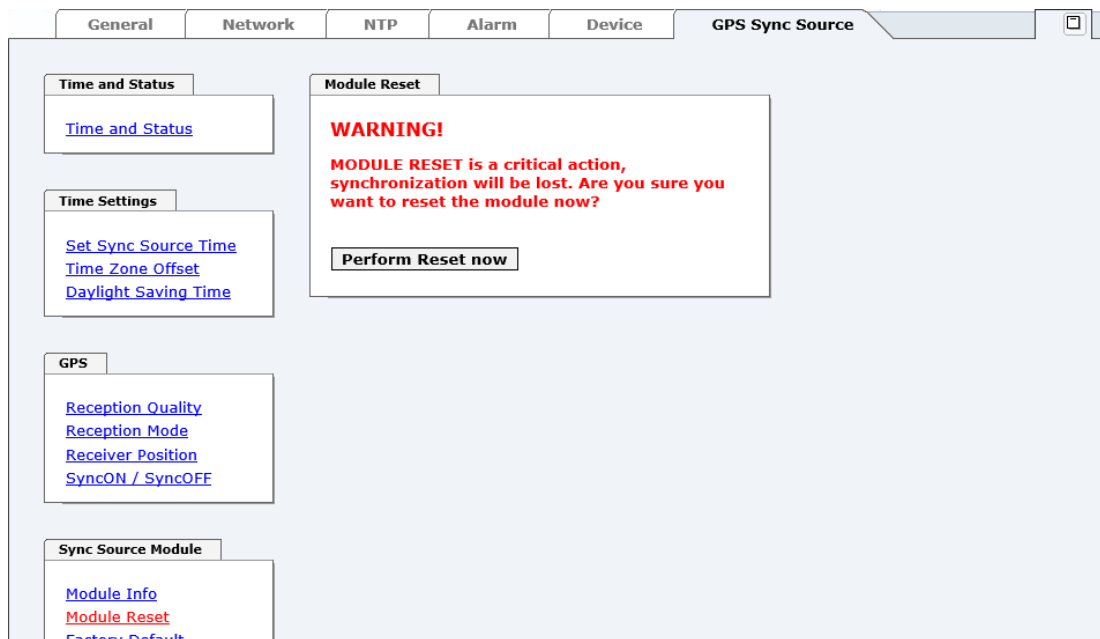 General Network NTP Alarm Device GPS Sync Source
Time and Status
Time and Status
Time Settings
Set Sync Source Time
Time Zone Offset
Daylight Saving Time
GPS
Reception Quality
Reception Mode
Receiver Position
SyncON / SyncOFF
Sync Source Module
Module Info
Module Reset
Factory Default
Module Reset
WARNING!
MODULE RESET is a critical action,
synchronization will be lost. Are you sure you
want to reset the module now?
Perform Reset now